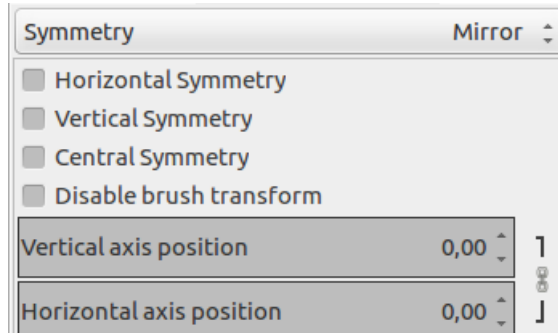 Symmetry Mirror
Horizontal Symmetry
Vertical Symmetry
Central Symmetry
Disable brush transform
Vertical axis position 0,00
Horizontal axis position 0,00